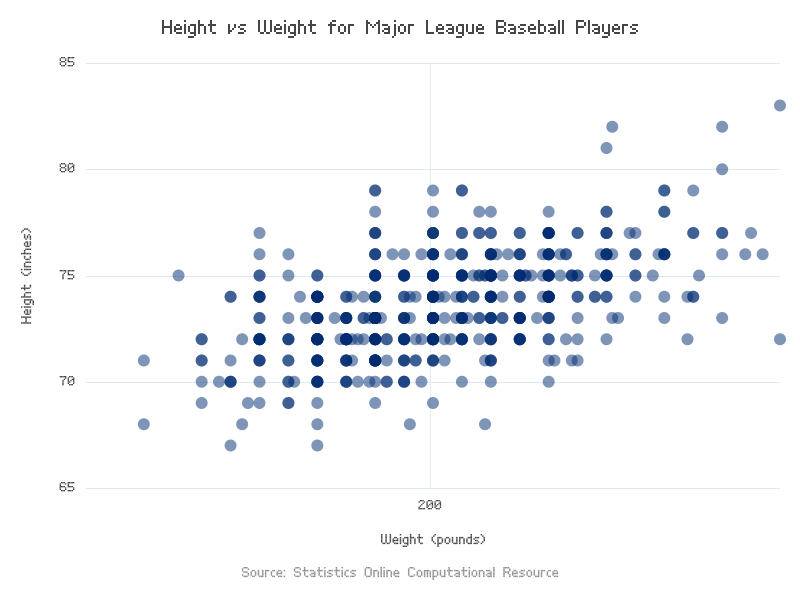 Height vs Weight for Major League Baseball Players
85
80
75
70
65
Height (inches)
200
Weight (pounds)
Source: Statistics Online Computational Resource